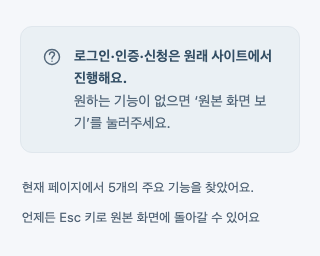 로그인·인증·신청은 원래 사이트에서
진행해요.
원하는 기능이 없으면 ‘원본 화면 보
기’를 눌러주세요.
현재 페이지에서 5개의 주요 기능을 찾았어요.
언제든 Esc 키로 원본 화면에 돌아갈 수 있어요